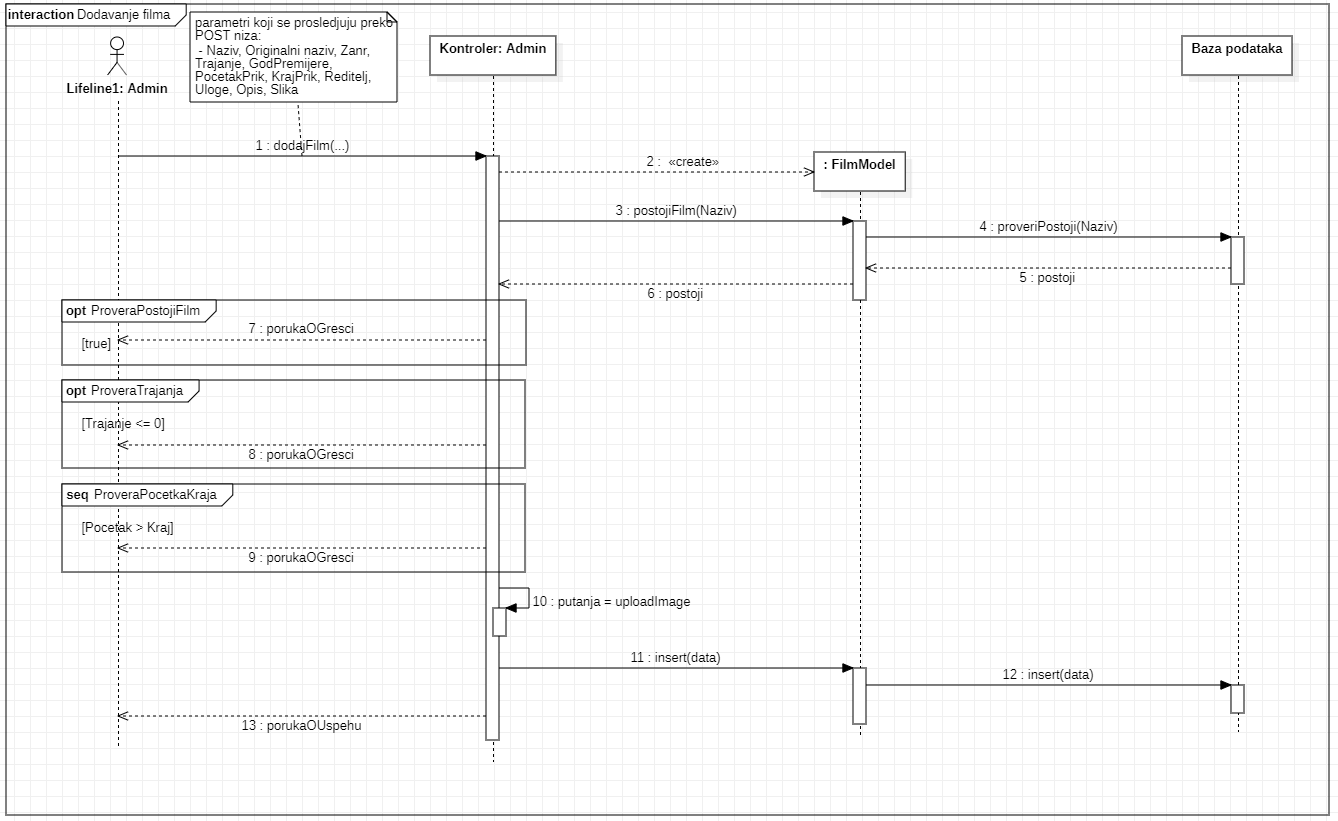 interaction Dodavanje filma
parametri koji se prosledjuju preko
POST niza:
- Naziv, Originalni naziv, Zanr,
Trajanje, GodPremijere,
PocetakPrik, KrajPrik, Reditelj,
Uloge, Opis, Slika
Lifeline1: Admin
Kontroler: Admin
Baza podataka
1 : dodajFilm(...)
2 : «create»
: FilmModel
3 : postojiFilm(Naziv)
4 : proveriPostoji(Naziv)
5 : postoji
6 : postoji
opt ProveraPostojiFilm
7 : porukaOGresci
[true]
opt ProveraTrajanja
[Trajanje <= 0]
8 : porukaOGresci
seq ProveraPocetkaKraja
[Pocetak > Kraj]
9 : porukaOGresci
10 : putanja = uploadImage
11 : insert(data)
12 : insert(data)
13 : porukaOUspehu